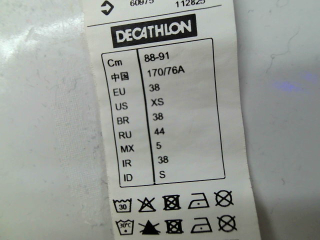 60975 112825
DECATHLON
Cm 88-91
中国 170/76A
EU 38
US XS
BR 38
RU 44
MX 5
IR 38
ID S
30